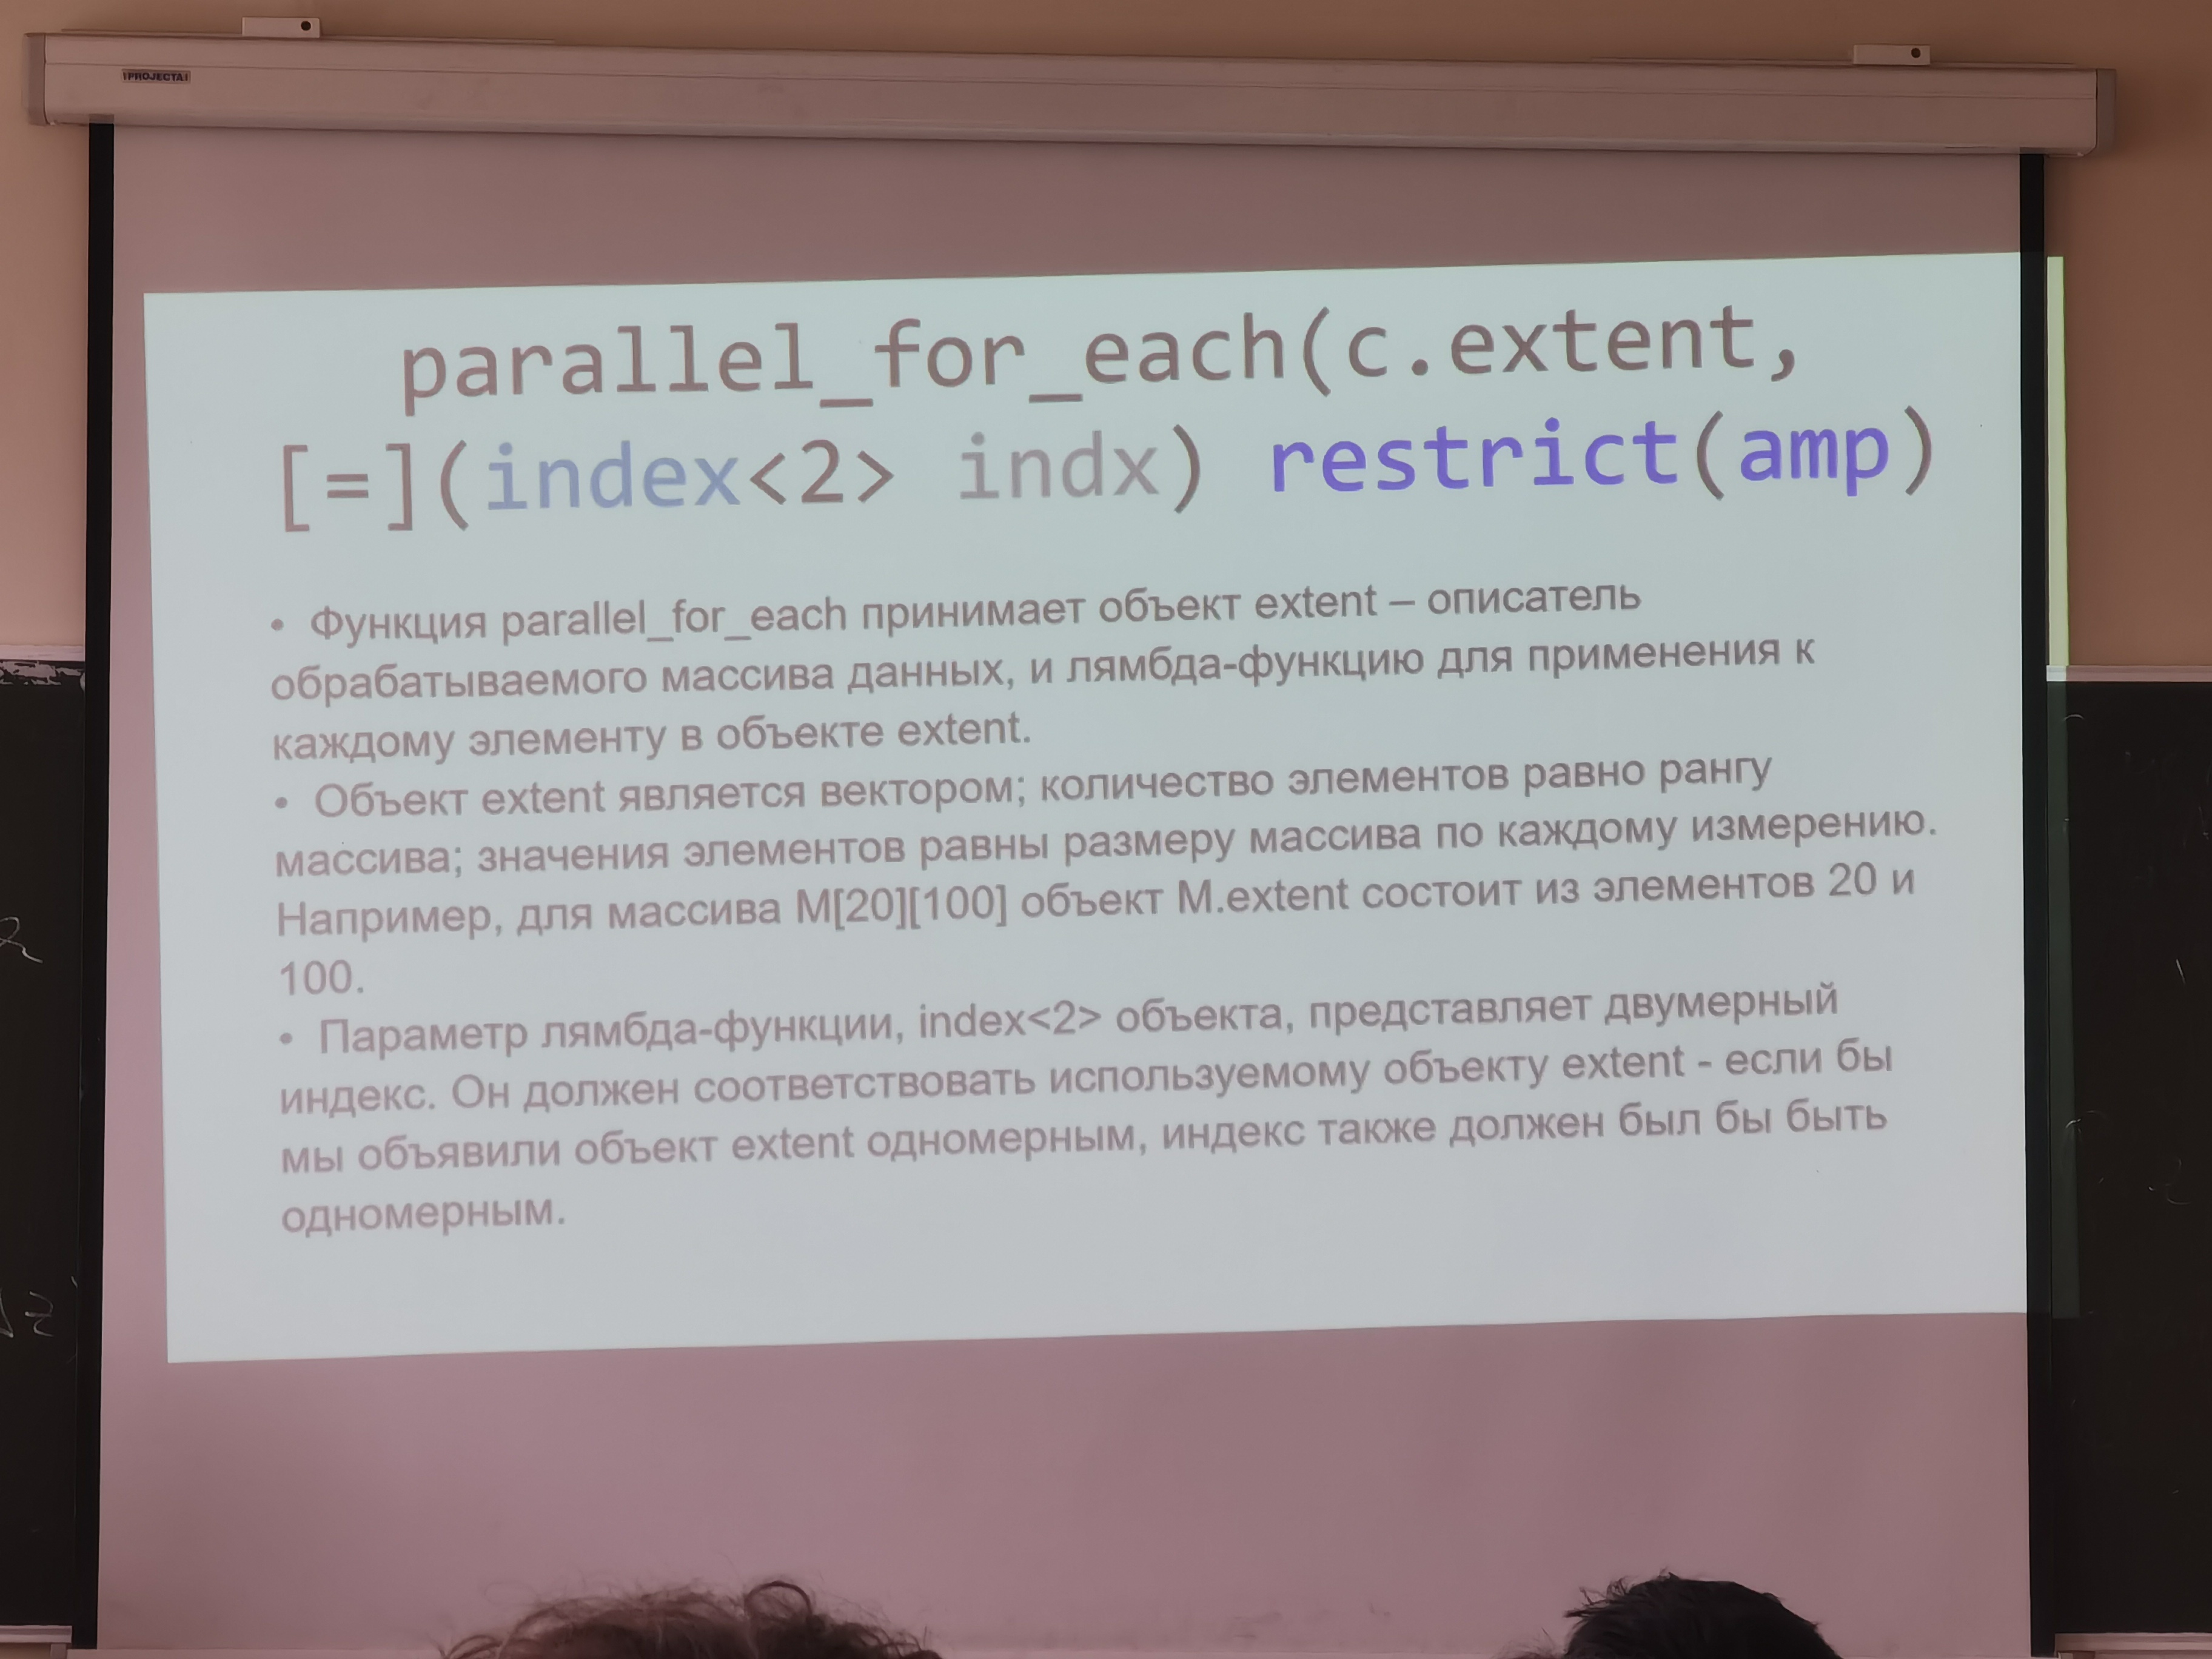 PROJECTA
parallel_for_each(c.extent,
[=](index<2> indx) restrict(amp)
• Функция parallel_for_each принимает объект extent – описатель
обрабатываемого массива данных, и лямбда-функцию для применения к
каждому элементу в объекте extent.
• Объект extent является вектором; количество элементов равно рангу
массива; значения элементов равны размеру массива по каждому измерению.
Например, для массива M[20][100] объект M.extent состоит из элементов 20 и
100.
• Параметр лямбда-функции, index<2> объекта, представляет двумерный
индекс. Он должен соответствовать используемому объекту extent - если бы
мы объявили объект extent одномерным, индекс также должен был бы быть
одномерным.